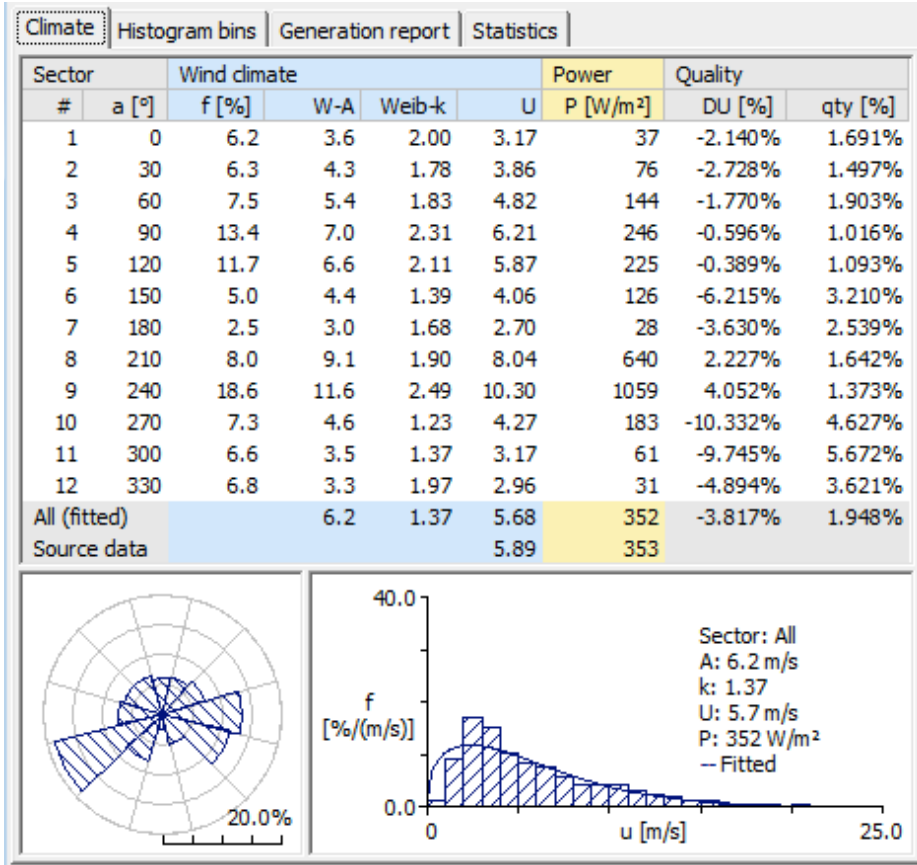 Climate Histogram bins Generation report Statistics
Sector Wind climate Power Quality
# a [°] f [%] W-A Weib-k U P [W/m²] DU [%] qty [%]
1 0 6.2 3.6 2.00 3.17 37 -2.140% 1.691%
2 30 6.3 4.3 1.78 3.86 76 -2.728% 1.497%
3 60 7.5 5.4 1.83 4.82 144 -1.770% 1.903%
4 90 13.4 7.0 2.31 6.21 246 -0.596% 1.016%
5 120 11.7 6.6 2.11 5.87 225 -0.389% 1.093%
6 150 5.0 4.4 1.39 4.06 126 -6.215% 3.210%
7 180 2.5 3.0 1.68 2.70 28 -3.630% 2.539%
8 210 8.0 9.1 1.90 8.04 640 2.227% 1.642%
9 240 18.6 11.6 2.49 10.30 1059 4.052% 1.373%
10 270 7.3 4.6 1.23 4.27 183 -10.332% 4.627%
11 300 6.6 3.5 1.37 3.17 61 -9.745% 5.672%
12 330 6.8 3.3 1.97 2.96 31 -4.894% 3.621%
All (fitted) 6.2 1.37 5.68 352 -3.817% 1.948%
Source data 5.89 353
20.0%
40.0
f
[%/(m/s)]
0.0
0 u [m/s] 25.0
Sector: All
A: 6.2 m/s
k: 1.37
U: 5.7 m/s
P: 352 W/m²
-- Fitted